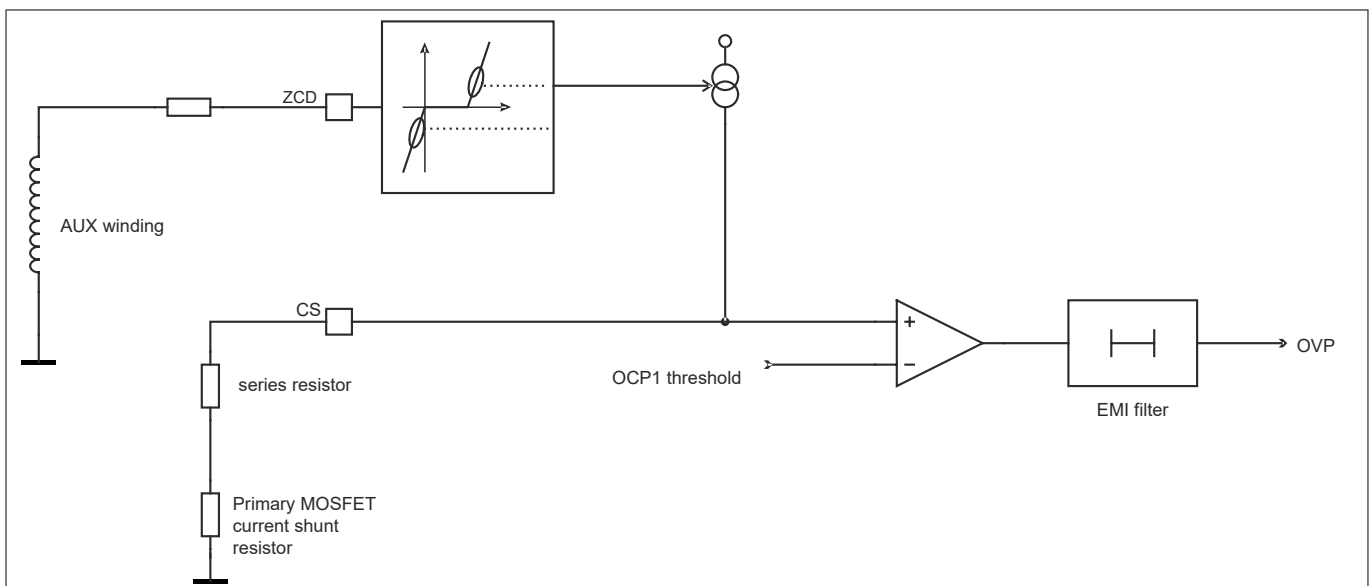 ZCD
AUX winding
CS
+
OCP1 threshold
−
OVP
series resistor
EMI filter
Primary MOSFET
current shunt
resistor